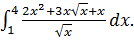 ∫₁⁴ (2x²+3x√x+x)/√x dx.